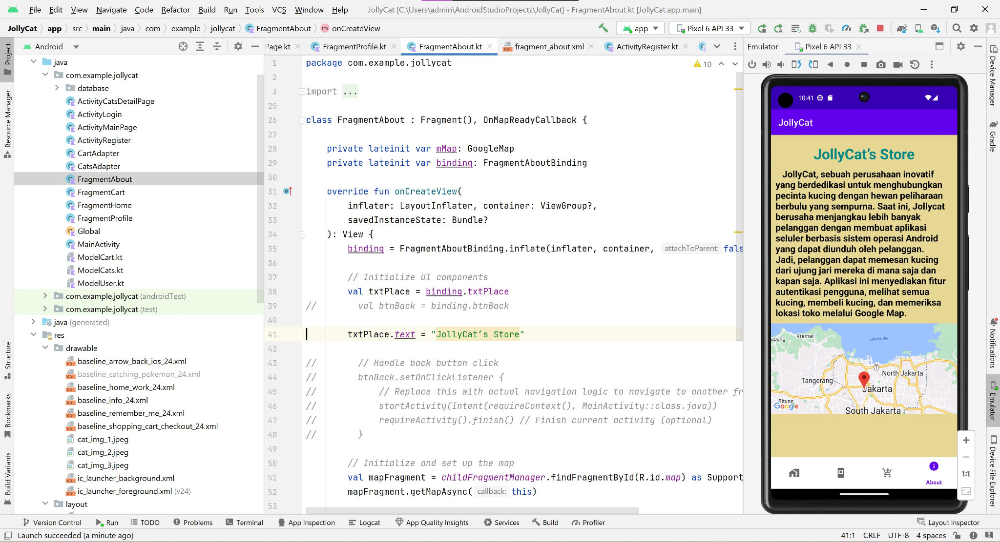 File Edit View Navigate Code Refactor Build Run Tools VCS Window Help JollyCat [C:\Users\admin\AndroidStudioProjects\JollyCat] - FragmentAbout.kt [JollyCat.app.main]
JollyCat app src main java com example jollycat FragmentAbout m onCreateView app Pixel 6 API 33
Project
Resource Manager
Structure
Bookmarks
Build Variants
Android
java
com.example.jollycat
database
ActivityCatsDetailPage
ActivityLogin
ActivityMainPage
ActivityRegister
CartAdapter
CatsAdapter
FragmentAbout
FragmentCart
FragmentHome
FragmentProfile
Global
MainActivity
ModelCart.kt
ModelCats.kt
ModelUser.kt
com.example.jollycat (androidTest)
com.example.jollycat (test)
java (generated)
res
drawable
baseline_arrow_back_ios_24.xml
baseline_catching_pokemon_24.xml
baseline_home_work_24.xml
baseline_info_24.xml
baseline_remember_me_24.xml
baseline_shopping_cart_checkout_24.xml
cat_img_1.jpeg
cat_img_2.jpeg
cat_img_3.jpeg
ic_launcher_background.xml
ic_launcher_foreground.xml (v24)
layout
Page.kt FragmentProfile.kt FragmentAbout.kt fragment_about.xml ActivityRegister.kt
10
1 package com.example.jollycat
2
3 import ...
25
26 class FragmentAbout : Fragment(), OnMapReadyCallback {
27
28 private lateinit var mMap: GoogleMap
29 private lateinit var binding: FragmentAboutBinding
30
31 override fun onCreateView(
32 inflater: LayoutInflater, container: ViewGroup?,
33 savedInstanceState: Bundle?
34 ): View {
35 binding = FragmentAboutBinding.inflate(inflater, container, attachToParent: fals
36
37 // Initialize UI components
38 val txtPlace = binding.txtPlace
39 // val btnBack = binding.btnBack
40
41 txtPlace.text = "JollyCat’s Store"
42
43 // // Handle back button click
44 // btnBack.setOnClickListener {
45 // // Replace this with actual navigation logic to navigate to another fr
46 // startActivity(Intent(requireContext(), MainActivity::class.java))
47 // requireActivity().finish() // Finish current activity (optional)
48 // }
49
50 // Initialize and set up the map
51 val mapFragment = childFragmentManager.findFragmentById(R.id.map) as Support
52 mapFragment.getMapAsync( callback: this)
53
Emulator: Pixel 6 API 33
10:41
JollyCat
JollyCat’s Store
JollyCat, sebuah perusahaan inovatif
yang berdedikasi untuk menghubungkan
pecinta kucing dengan hewan peliharaan
berbulu yang sempurna. Saat ini, Jollycat
berusaha menjangkau lebih banyak
pelanggan dengan membuat aplikasi
seluler berbasis sistem operasi Android
yang dapat diunduh oleh pelanggan.
Jadi, pelanggan dapat memesan kucing
dari ujung jari mereka di mana saja dan
kapan saja. Aplikasi ini menyediakan fitur
autentikasi pengguna, melihat semua
kucing, membeli kucing, dan memeriksa
lokasi toko melalui Google Map.
apang
Kramat
Jakarta Bay
1
North Jakarta
Tangerang
Jakarta
Bitung
Google
South Jakarta
About
1:1
Device Manager
Gradle
Notifications
Emulator
Device File Explorer
Version Control Run TODO Problems Terminal App Inspection Logcat App Quality Insights Services Build Profiler Layout Inspector
Launch succeeded (a minute ago) 41:1 CRLF UTF-8 4 spaces